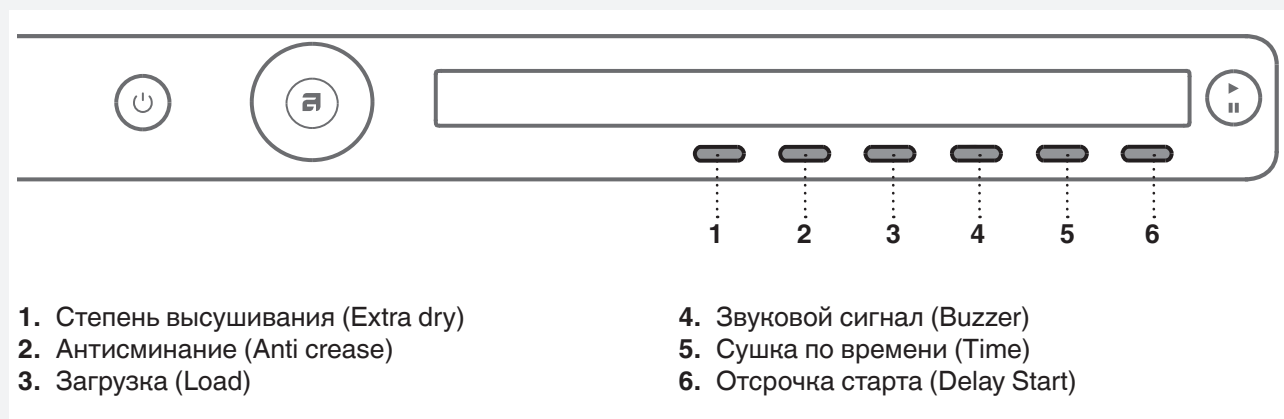 1 2 3 4 5 6
1. Степень высушивания (Extra dry)
2. Антисминание (Anti crease)
3. Загрузка (Load)
4. Звуковой сигнал (Buzzer)
5. Сушка по времени (Time)
6. Отсрочка старта (Delay Start)